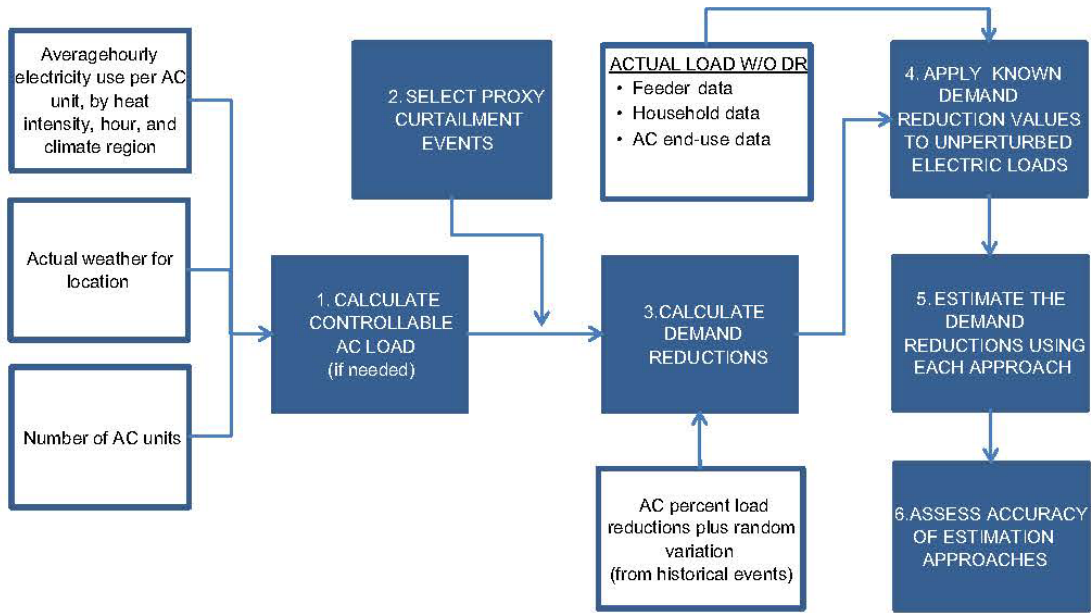 Averagehourly
electricity use per AC
unit, by heat
intensity, hour, and
climate region
Actual weather for
location
Number of AC units
1. CALCULATE
CONTROLLABLE
AC LOAD
(if needed)
2. SELECT PROXY
CURTAILMENT
EVENTS
ACTUAL LOAD W/O DR
• Feeder data
• Household data
• AC end-use data
3.CALCULATE
DEMAND
REDUCTIONS
AC percent load
reductions plus random
variation
(from historical events)
4. APPLY KNOWN
DEMAND
REDUCTION VALUES
TO UNPERTURBED
ELECTRIC LOADS
5. ESTIMATE THE
DEMAND
REDUCTIONS USING
EACH APPROACH
6.ASSESS ACCURACY
OF ESTIMATION
APPROACHES